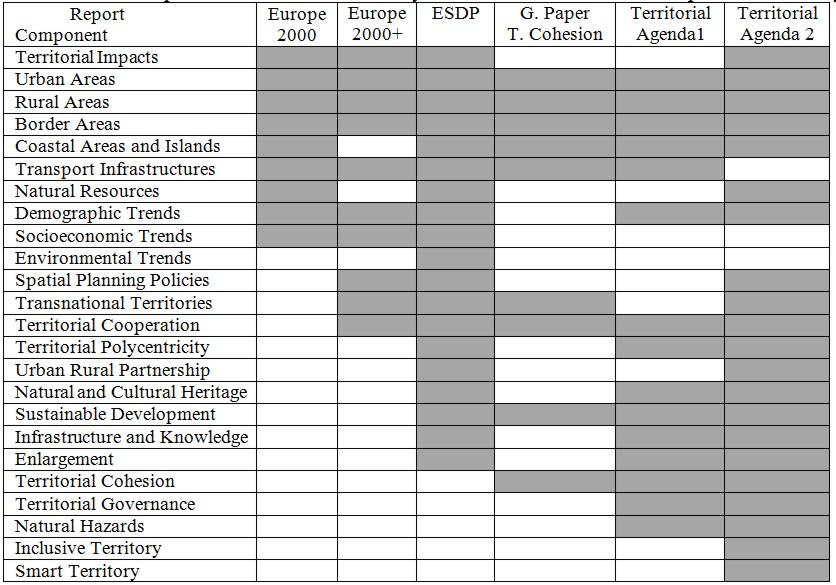 Report Component Europe 2000 Europe 2000+ ESDP G. Paper T. Cohesion Territorial Agenda1 Territorial Agenda 2
Territorial Impacts
Urban Areas
Rural Areas
Border Areas
Coastal Areas and Islands
Transport Infrastructures
Natural Resources
Demographic Trends
Socioeconomic Trends
Environmental Trends
Spatial Planning Policies
Transnational Territories
Territorial Cooperation
Territorial Polycentricity
Urban Rural Partnership
Natural and Cultural Heritage
Sustainable Development
Infrastructure and Knowledge
Enlargement
Territorial Cohesion
Territorial Governance
Natural Hazards
Inclusive Territory
Smart Territory